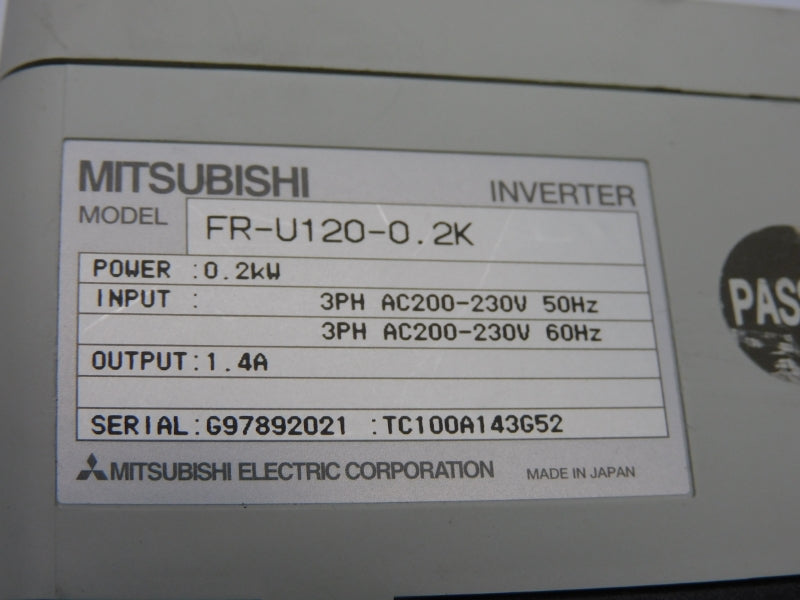 MITSUBISHI
INVERTER
MODEL FR-U120-0.2K
POWER :0.2kW
INPUT : 3PH AC200-230V 50Hz
3PH AC200-230V 60Hz
OUTPUT:1.4A
SERIAL:G97892021 :TC100A143G52
MITSUBISHI ELECTRIC CORPORATION MADE IN JAPAN